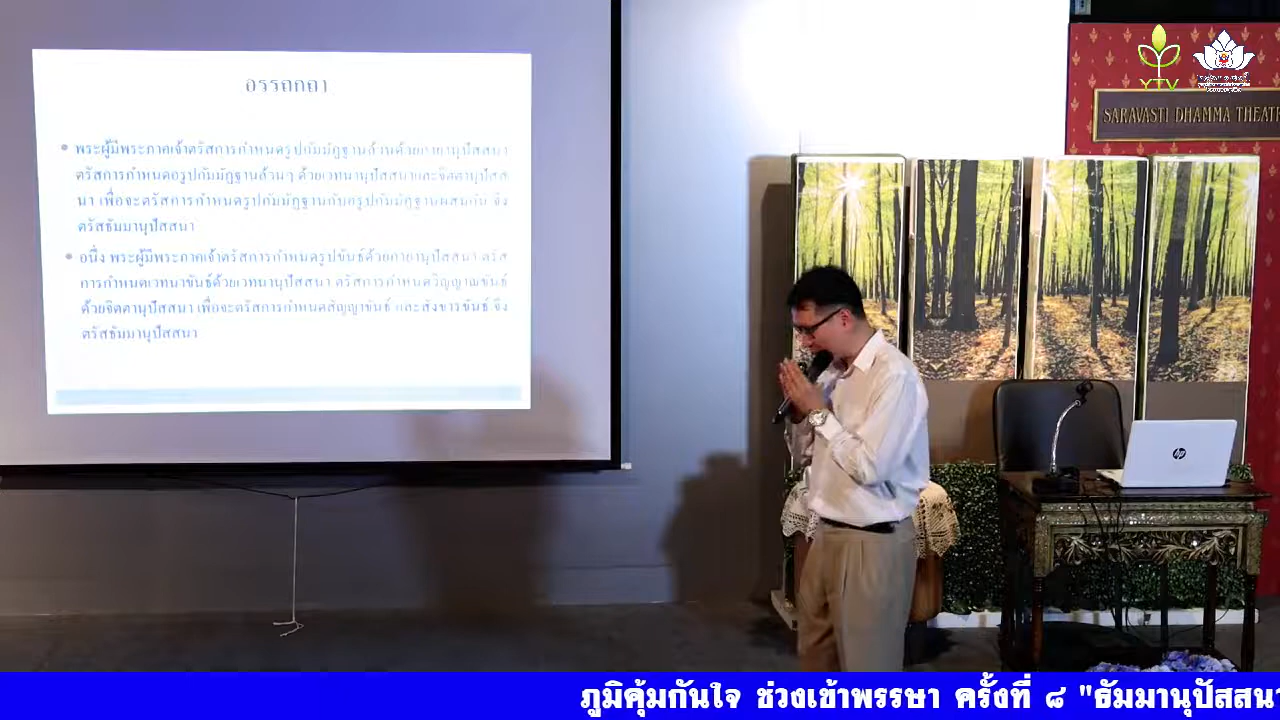 อรรถกถา
พระผู้มีพระภาคเจ้าตรัสการกำหนดรูปกัมมัฏฐานล้วนด้วยกายานุปัสสนา
ตรัสการกำหนดอรูปกัมมัฏฐานล้วนๆ ด้วยเวทนานุปัสสนาและจิตตานุปัสส
นา เพื่อจะตรัสการกำหนดรูปกัมมัฏฐานกับอรูปกัมมัฏฐานผสมกัน จึง
ตรัสธัมมานุปัสสนา
อนึ่ง พระผู้มีพระภาคเจ้าตรัสการกำหนดรูปขันธ์ด้วยกายานุปัสสนา ตรัส
การกำหนดเวทนาขันธ์ด้วยเวทนานุปัสสนา ตรัสการกำหนดวิญญาณขันธ์
ด้วยจิตตานุปัสสนา เพื่อจะตรัสการกำหนดสัญญาขันธ์ และสังขารขันธ์ จึง
ตรัสธัมมานุปัสสนา
YTV
SARAVASTI DHAMMA THEATR
hp
ภูมิคุ้มกันใจ ช่วงเข้าพรรษา ครั้งที่ ๘ "ธัมมานุปัสสนา